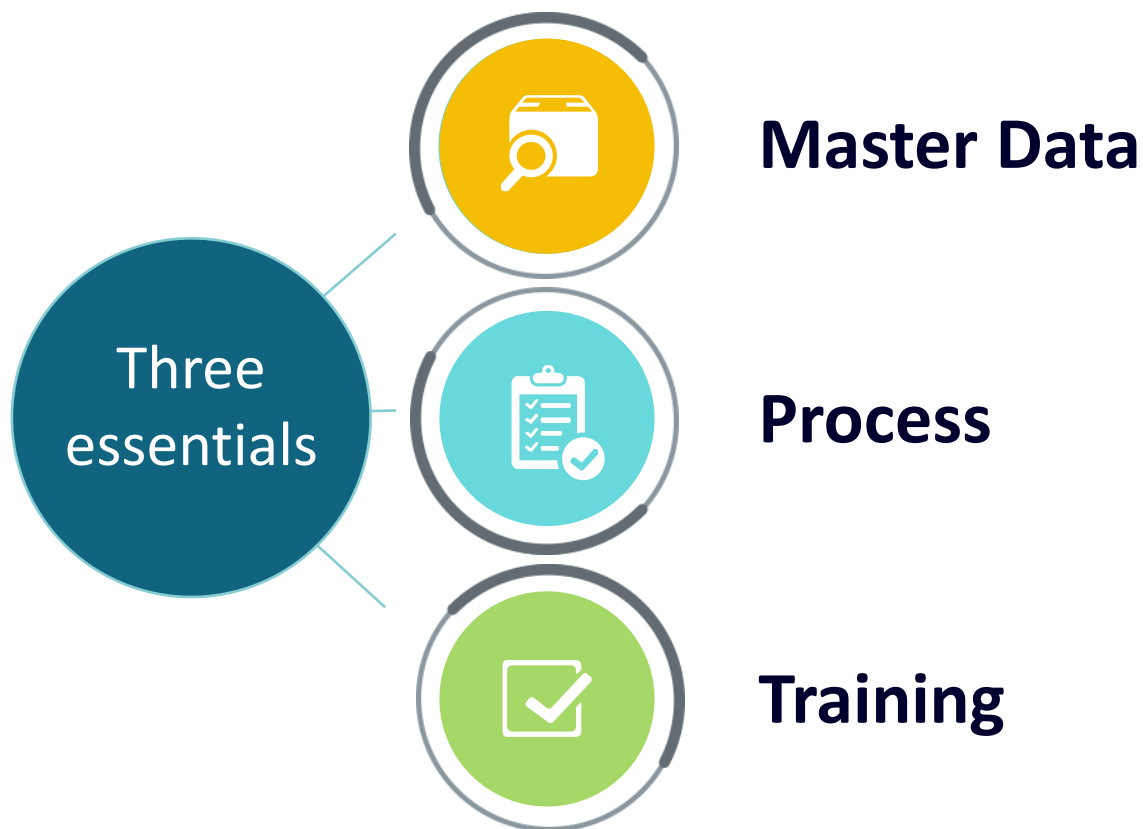 Three
essentials
Master Data
Process
Training